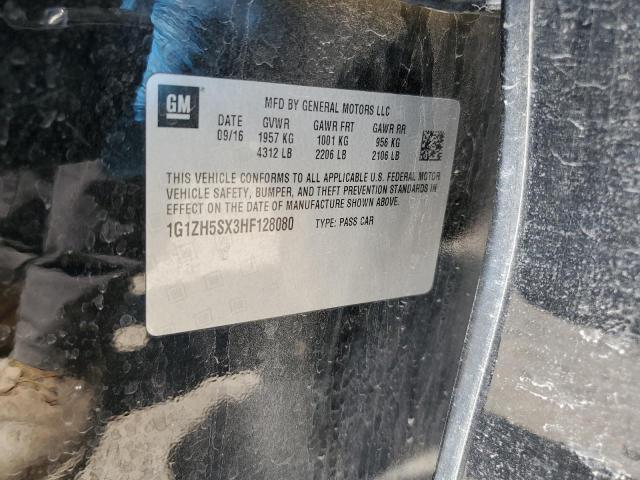 GM
MFD BY GENERAL MOTORS LLC
DATE GVWR GAWR FRT GAWR RR
09/16 1957 KG 1001 KG 956 KG
4312 LB 2206 LB 2106 LB
THIS VEHICLE CONFORMS TO ALL APPLICABLE U.S. FEDERAL MOTOR
VEHICLE SAFETY, BUMPER, AND THEFT PREVENTION STANDARDS IN
EFFECT ON THE DATE OF MANUFACTURE SHOWN ABOVE.
1G1ZH5SX3HF128080 TYPE: PASS CAR